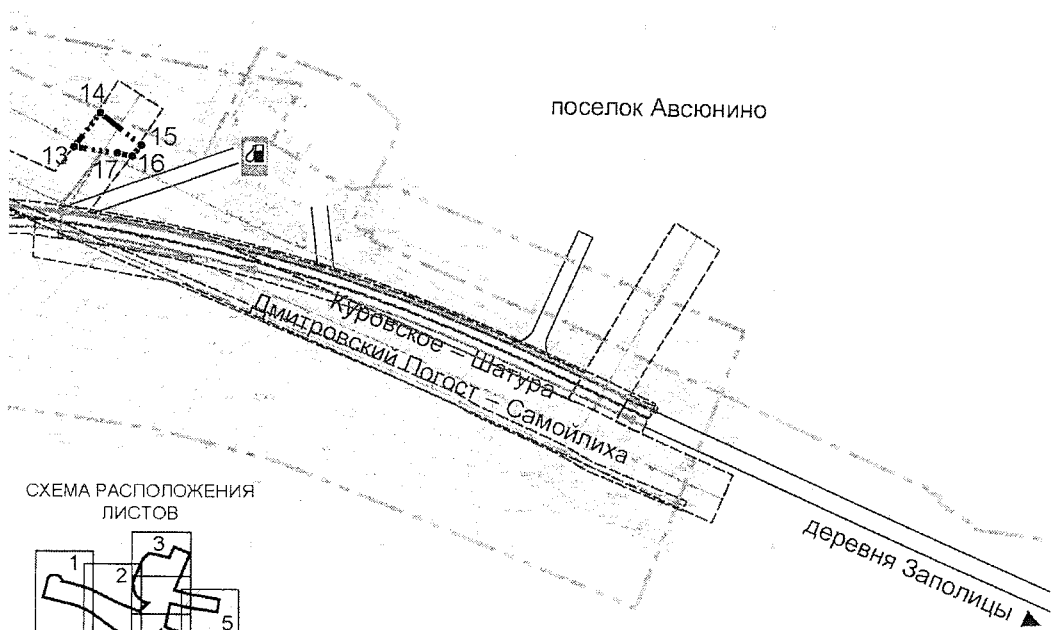 поселок Авсюнино
14
15
13
17
16
Куровское – Шатура
Дмитровский Погост – Самойлиха
деревня Заполицы
СХЕМА РАСПОЛОЖЕНИЯ
ЛИСТОВ
3
1
2
5